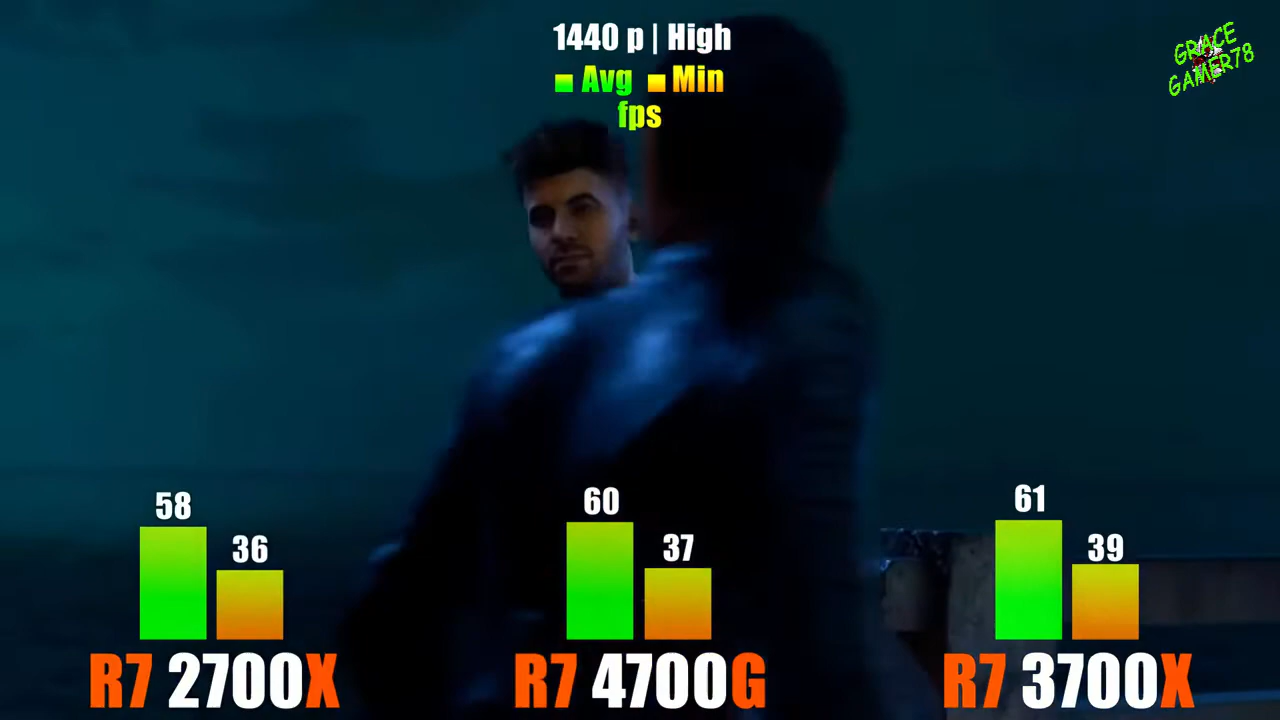 1440 p | High
Avg Min
fps
GRACE
GAMER78
58 36
60 37
61 39
R7 2700X
R7 4700G
R7 3700X